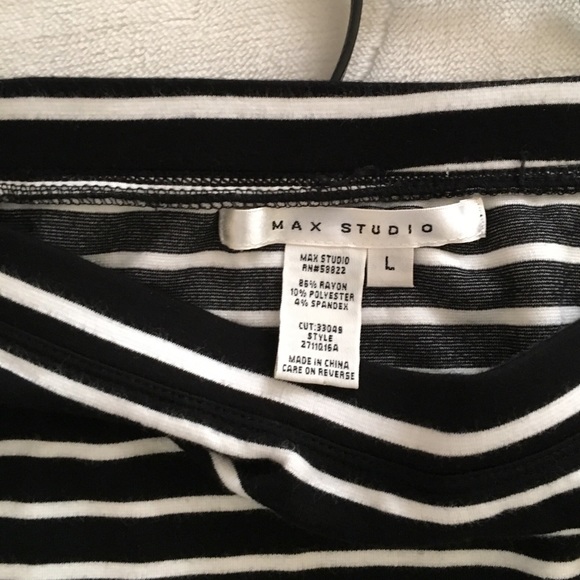 MAX STUDIO
L
MAX STUDIO
RN#59822
86% RAYON
10% POLYESTER
4% SPANDEX
CUT:33049
STYLE
2711Q16A
MADE IN CHINA
CARE ON REVERSE